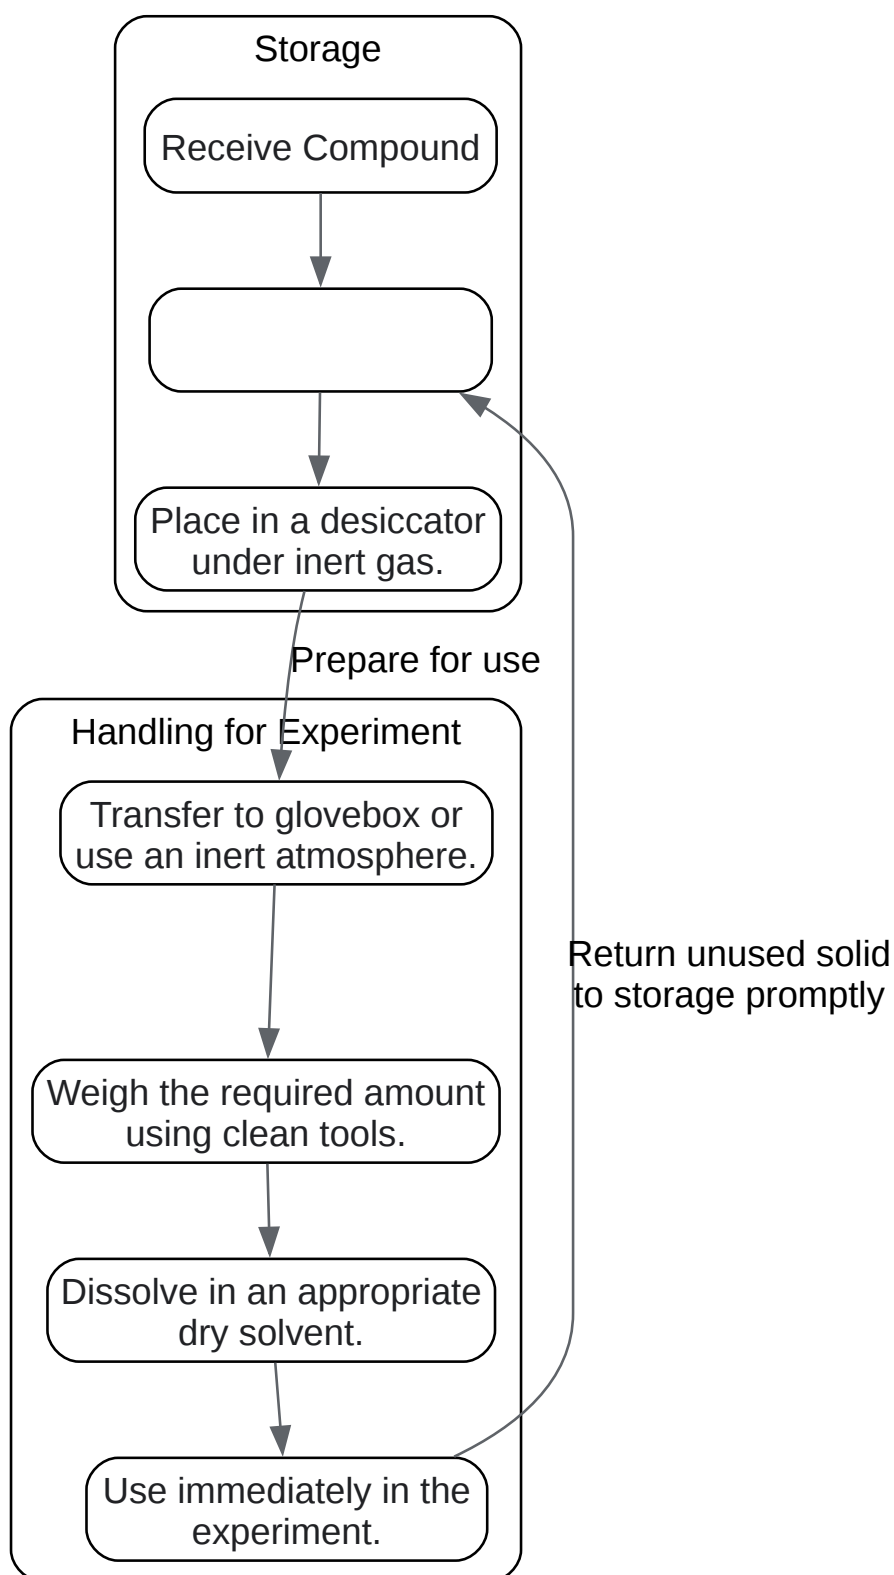 Storage
Receive Compound
Place in a desiccator
under inert gas.
Prepare for use
Handling for Experiment
Transfer to glovebox or
use an inert atmosphere.
Return unused solid
to storage promptly
Weigh the required amount
using clean tools.
Dissolve in an appropriate
dry solvent.
Use immediately in the
experiment.